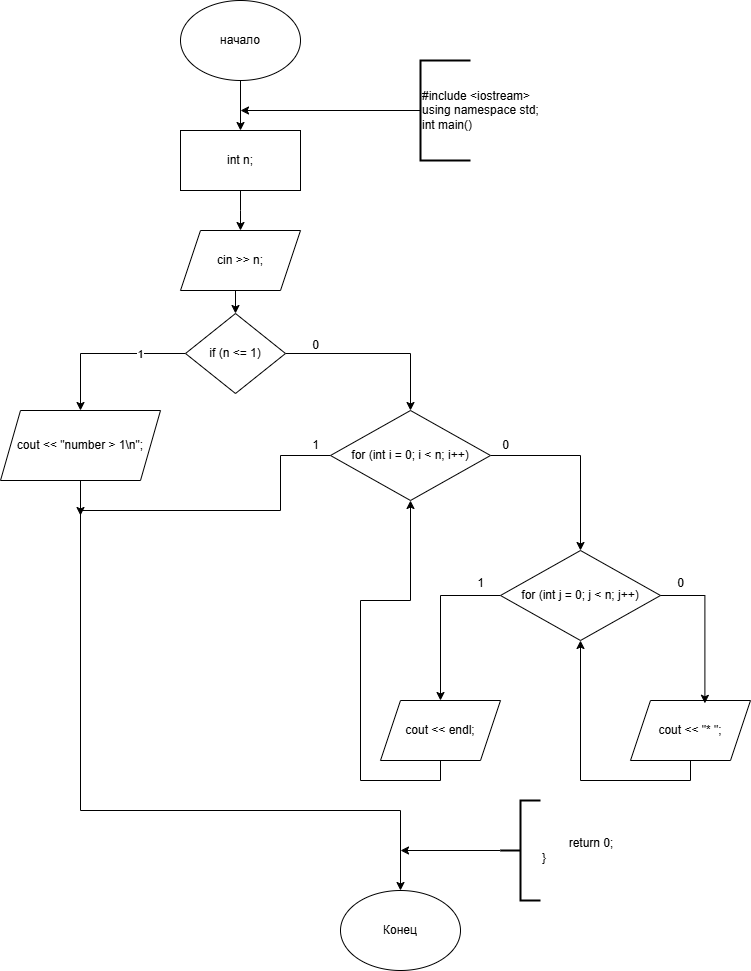 начало
#include <iostream>
using namespace std;
int main()
int n;
cin >> n;
if (n <= 1)
1
0
cout << "number > 1\n";
for (int i = 0; i < n; i++)
1
0
for (int j = 0; j < n; j++)
1
0
cout << endl;
cout << "* ";
return 0;
}
Конец